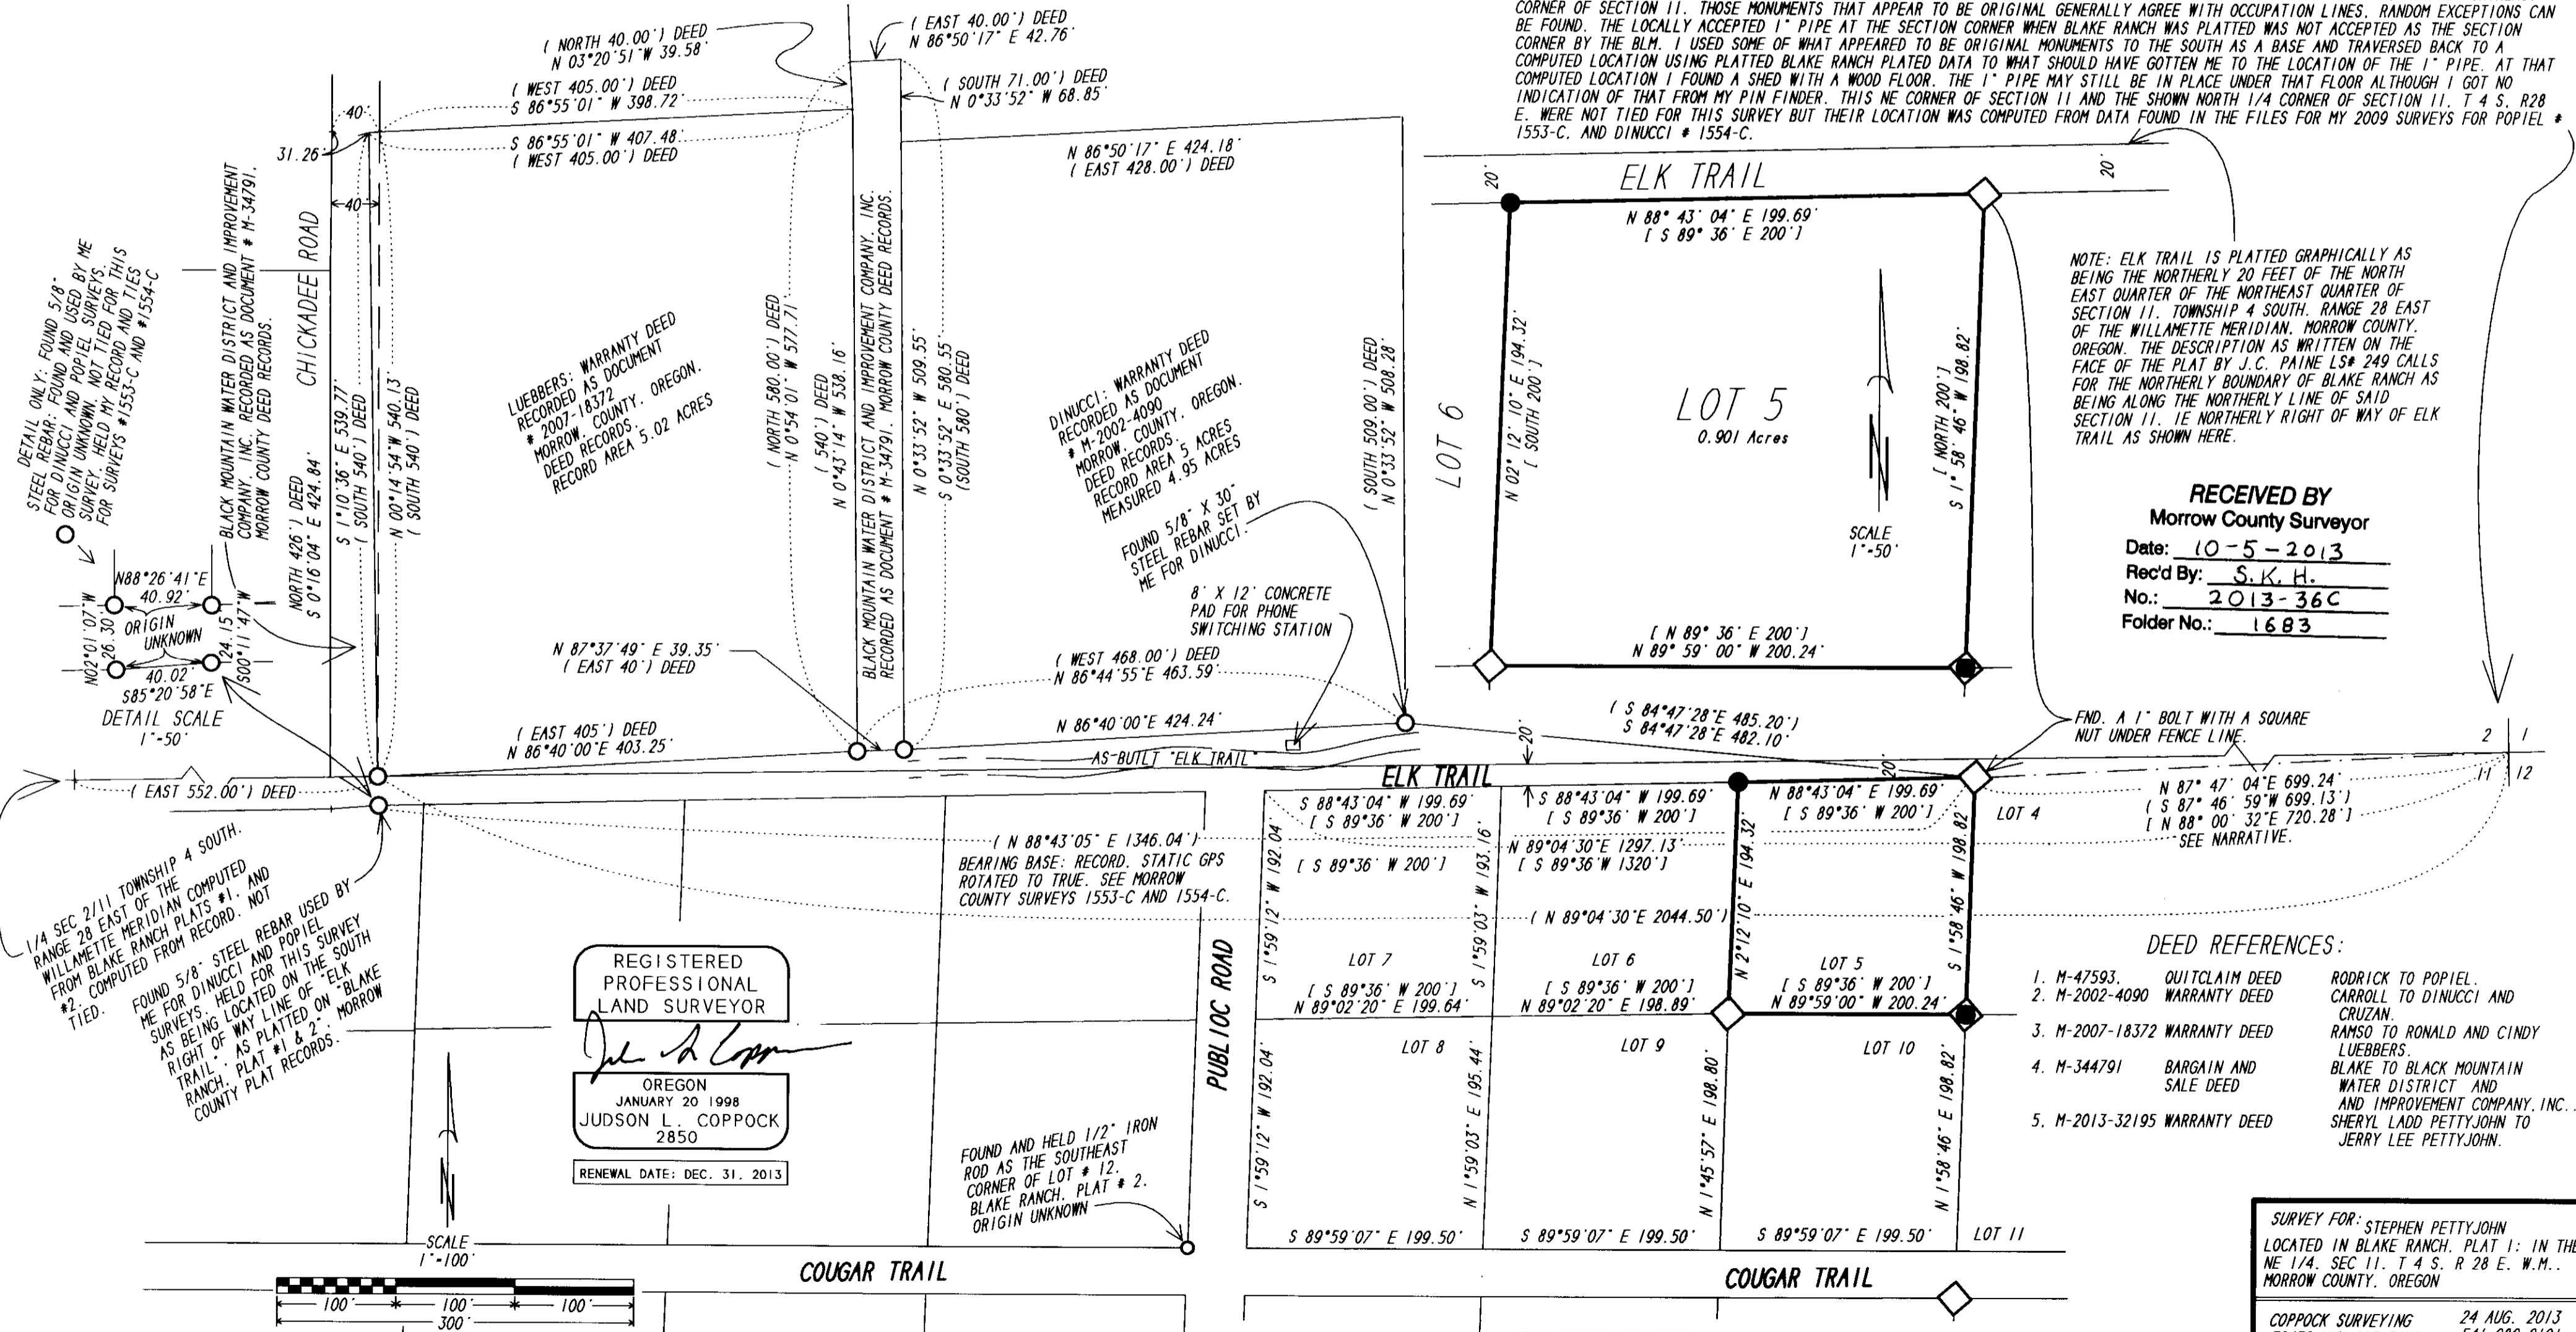 CORNER OF SECTION 11. THOSE MONUMENTS THAT APPEAR TO BE ORIGINAL GENERALLY AGREE WITH OCCUPATION LINES. RANDOM EXCEPTIONS CAN
BE FOUND. THE LOCALLY ACCEPTED 1" PIPE AT THE SECTION CORNER WHEN BLAKE RANCH WAS PLATTED WAS NOT ACCEPTED AS THE SECTION
CORNER BY THE BLM. I USED SOME OF WHAT APPEARED TO BE ORIGINAL MONUMENTS TO THE SOUTH AS A BASE AND TRAVERSED BACK TO A
COMPUTED LOCATION USING PLATTED BLAKE RANCH PLATED DATA TO WHAT SHOULD HAVE GOTTEN ME TO THE LOCATION OF THE 1" PIPE. AT THAT
COMPUTED LOCATION I FOUND A SHED WITH A WOOD FLOOR. THE 1" PIPE MAY STILL BE IN PLACE UNDER THAT FLOOR ALTHOUGH I GOT NO
INDICATION OF THAT FROM MY PIN FINDER. THIS NE CORNER OF SECTION 11 AND THE SHOWN NORTH 1/4 CORNER OF SECTION 11. T 4 S. R28
E. WERE NOT TIED FOR THIS SURVEY BUT THEIR LOCATION WAS COMPUTED FROM DATA FOUND IN THE FILES FOR MY 2009 SURVEYS FOR POPIEL #
1553-C. AND DINUCCI # 1554-C.
( NORTH 40.00') DEED
N 03°20'51"W 39.58'
( EAST 40.00') DEED
N 86°50'17" E 42.76'
( WEST 405.00') DEED
S 86°55'01" W 398.72'
( SOUTH 71.00') DEED
N 0°33'52" W 68.85'
40'
31.26'
40'
S 86°55'01" W 407.48'
( WEST 405.00') DEED
N 86°50'17" E 424.18'
( EAST 428.00') DEED
DETAIL ONLY: FOUND 5/8"
STEEL REBAR: FOUND AND USED BY ME
FOR DINUCCI AND POPIEL SURVEYS.
ORIGIN UNKNOWN. NOT TIED FOR THIS
SURVEY. HELD MY RECORD AND TIES
FOR SURVEYS #1553-C AND #1554-C
BLACK MOUNTAIN WATER DISTRICT AND IMPROVEMENT
COMPANY, INC. RECORDED AS DOCUMENT # M-34791.
MORROW COUNTY DEED RECORDS.
CHICKADEE ROAD
NORTH 426') DEED
S 0°16'04" E 424.84'
S 1°10'36" E 539.77'
( SOUTH 540') DEED
N 00°14'54"W 540.13
( SOUTH 540') DEED
LUEBBERS: WARRANTY DEED
RECORDED AS DOCUMENT
# 2007-18372
MORROW, COUNTY. OREGON.
DEED RECORDS.
RECORD AREA 5.02 ACRES
( NORTH 580.00') DEED
N 0°54'01" W 577.71
( 540') DEED
N 0°43'14" W 538.16'
BLACK MOUNTAIN WATER DISTRICT AND IMPROVEMENT COMPANY. INC.
RECORDED AS DOCUMENT # M-34791. MORROW COUNTY DEED RECORDS.
N 0°33'52" W 509.55'
S 0°33'52" E 580.55'
(SOUTH 580') DEED
DINUCCI: WARRANTY DEED
RECORDED AS DOCUMENT
# M-2002-4090
MORROW, COUNTY. OREGON.
DEED RECORDS.
RECORD AREA 5 ACRES
MEASURED 4.95 ACRES
FOUND 5/8" X 30"
STEEL REBAR SET BY
ME FOR DINUCCI.
( SOUTH 509.00') DEED
N 0°33'52" W 508.28'
8' X 12' CONCRETE
PAD FOR PHONE
SWITCHING STATION
20'
ELK TRAIL
20'
N 88° 43' 04" E 199.69'
[ S 89° 36' E 200']
LOT 6
N 02° 12' 10" E 194.32'
[ SOUTH 200']
LOT 5
0.901 Acres
N
SCALE
1"-50'
[ NORTH 200']
S 1° 58' 46" W 198.82'
[ N 89° 36' E 200']
N 89° 59' 00" W 200.24'
NOTE: ELK TRAIL IS PLATTED GRAPHICALLY AS
BEING THE NORTHERLY 20 FEET OF THE NORTH
EAST QUARTER OF THE NORTHEAST QUARTER OF
SECTION 11. TOWNSHIP 4 SOUTH. RANGE 28 EAST
OF THE WILLAMETTE MERIDIAN. MORROW COUNTY.
OREGON. THE DESCRIPTION AS WRITTEN ON THE
FACE OF THE PLAT BY J.C. PAINE LS# 249 CALLS
FOR THE NORTHERLY BOUNDARY OF BLAKE RANCH AS
BEING ALONG THE NORTHERLY LINE OF SAID
SECTION 11. IE NORTHERLY RIGHT OF WAY OF ELK
TRAIL AS SHOWN HERE.
RECEIVED BY
Morrow County Surveyor
Date: 10-5-2013
Rec'd By: S.K.H.
No.: 2013-36C
Folder No.: 1683
N88°26'41"E
40.92'
ORIGIN
UNKNOWN
N02°01'07"W
26.30'
24.15'
S00°11'47"W
40.02'
S85°20'58"E
DETAIL SCALE
1"-50'
N 87°37'49" E 39.35'
( EAST 40') DEED
( WEST 468.00') DEED
N 86°44'55"E 463.59'
( EAST 405') DEED
N 86°40'00"E 403.25'
N 86°40'00"E 424.24'
AS-BUILT "ELK TRAIL"
( S 84°47'28"E 485.20')
S 84°47'28"E 482.10'
20'
FND. A 1" BOLT WITH A SQUARE
NUT UNDER FENCE LINE.
2 1
11 12
( EAST 552.00') DEED
ELK TRAIL
20'
S 88°43'04" W 199.69'
[ S 89°36' W 200']
S 88°43'04" W 199.69'
[ S 89°36' W 200']
N 88°43'04" E 199.69'
[ S 89°36' W 200']
LOT 4
N 87° 47' 04"E 699.24'
( S 87° 46' 59"W 699.13')
[ N 88° 00' 32"E 720.28']
SEE NARRATIVE.
( N 88°43'05" E 1346.04')
BEARING BASE: RECORD. STATIC GPS
ROTATED TO TRUE. SEE MORROW
COUNTY SURVEYS 1553-C AND 1554-C.
N 89°04'30"E 1297.13'
[ S 89°36'W 1320']
[ S 89°36' W 200']
( N 89°04'30"E 2044.50')
1/4 SEC 2/11 TOWNSHIP 4 SOUTH.
RANGE 28 EAST OF THE
WILLAMETTE MERIDIAN COMPUTED
FROM BLAKE RANCH PLATS #1. AND
#2. COMPUTED FROM RECORD. NOT
TIED.
FOUND 5/8" STEEL REBAR USED BY
ME FOR DINUCCI AND POPIEL
SURVEYS. HELD FOR THIS SURVEY
AS BEING LOCATED ON THE SOUTH
RIGHT OF WAY LINE OF "ELK
TRAIL". AS PLATTED ON "BLAKE
RANCH. PLAT #1 & 2". MORROW
COUNTY PLAT RECORDS.
REGISTERED
PROFESSIONAL
LAND SURVEYOR
OREGON
JANUARY 20 1998
JUDSON L. COPPOCK
2850
RENEWAL DATE: DEC. 31. 2013
PUBLIOC ROAD
S 1°59'12" W 192.04'
S 1°59'03" W 193.16'
N 2°12'10" E 194.32'
S 1°58'46" W 198.82'
LOT 7
[ S 89°36' W 200']
N 89°02'20" E 199.64'
LOT 6
[ S 89°36' W 200']
N 89°02'20" E 198.89'
LOT 5
[ S 89°36' W 200']
N 89°59'00" W 200.24'
LOT 8
LOT 9
LOT 10
S 1°59'12" W 192.04'
N 1°59'03" E 195.44'
N 1°45'57" E 198.80'
N 1°58'46" E 198.82'
S 89°59'07" E 199.50'
S 89°59'07" E 199.50'
S 89°59'07" E 199.50'
LOT 11
FOUND AND HELD 1/2" IRON
ROD AS THE SOUTHEAST
CORNER OF LOT # 12.
BLAKE RANCH. PLAT # 2.
ORIGIN UNKNOWN
DEED REFERENCES:
1. M-47593. QUITCLAIM DEED RODRICK TO POPIEL.
2. M-2002-4090 WARRANTY DEED CARROLL TO DINUCCI AND
CRUZAN.
3. M-2007-18372 WARRANTY DEED RAMSO TO RONALD AND CINDY
LUEBBERS.
4. M-344791 BARGAIN AND BLAKE TO BLACK MOUNTAIN
SALE DEED WATER DISTRICT AND
AND IMPROVEMENT COMPANY. INC..
5. M-2013-32195 WARRANTY DEED SHERYL LADD PETTYJOHN TO
JERRY LEE PETTYJOHN.
N
SCALE
1"-100'
100' 100' 100'
300'
COUGAR TRAIL
COUGAR TRAIL
SURVEY FOR: STEPHEN PETTYJOHN
LOCATED IN BLAKE RANCH. PLAT 1: IN THE
NE 1/4. SEC 11. T 4 S. R 28 E. W.M..
MORROW COUNTY. OREGON
COPPOCK SURVEYING 24 AUG. 2013